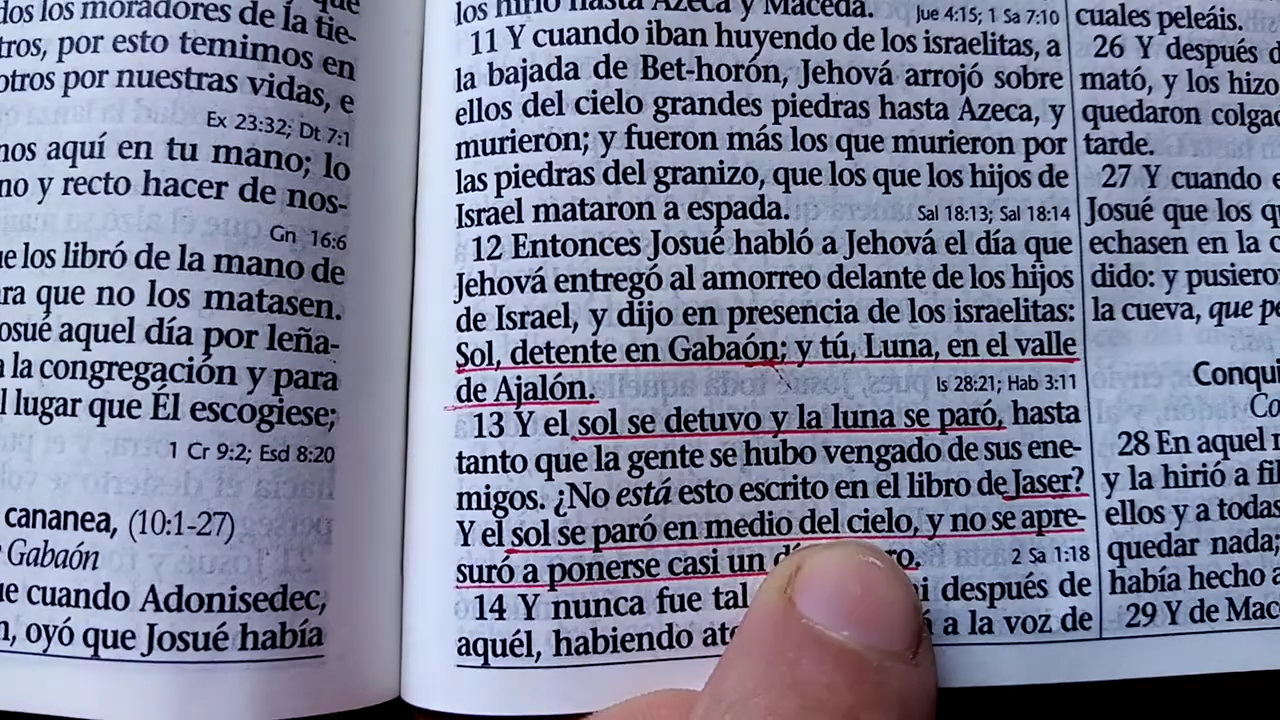 dos los moradores de la tie-
tros, por esto temimos en
otros por nuestras vidas, e
Ex 23:32; Dt 7:1
nos aquí en tu mano; lo
no y recto hacer de nos-
Gn 16:6
e los libró de la mano de
ra que no los matasen.
osué aquel día por leña-
a la congregación y para
l lugar que Él escogiese;
1 Cr 9:2; Esd 8:20
cananea, (10:1-27)
Gabaón
e cuando Adonisedec,
n, oyó que Josué había
los hirió hasta Azeca y Maceda. Jue 4:15; 1 Sa 7:10
11 Y cuando iban huyendo de los israelitas, a
la bajada de Bet-horón, Jehová arrojó sobre
ellos del cielo grandes piedras hasta Azeca, y
murieron; y fueron más los que murieron por
las piedras del granizo, que los que los hijos de
Israel mataron a espada. Sal 18:13; Sal 18:14
12 Entonces Josué habló a Jehová el día que
Jehová entregó al amorreo delante de los hijos
de Israel, y dijo en presencia de los israelitas:
Sol, detente en Gabaón; y tú, Luna, en el valle
de Ajalón. Is 28:21; Hab 3:11
13 Y el sol se detuvo y la luna se paró, hasta
tanto que la gente se hubo vengado de sus ene-
migos. ¿No está esto escrito en el libro de Jaser?
Y el sol se paró en medio del cielo, y no se apre-
suró a ponerse casi un ro. 2 Sa 1:18
14 Y nunca fue tal después de
aquél, habiendo a la voz de
cuales peleáis.
26 Y después d
mató, y los hizo
quedaron colgad
tarde.
27 Y cuando e
Josué que los q
echasen en la c
dido: y pusiero
la cueva, que pe
Conqui
Co
28 En aquel
y la hirió a fil
ellos y a todas
quedar nada;
había hecho a
29 Y de Mac